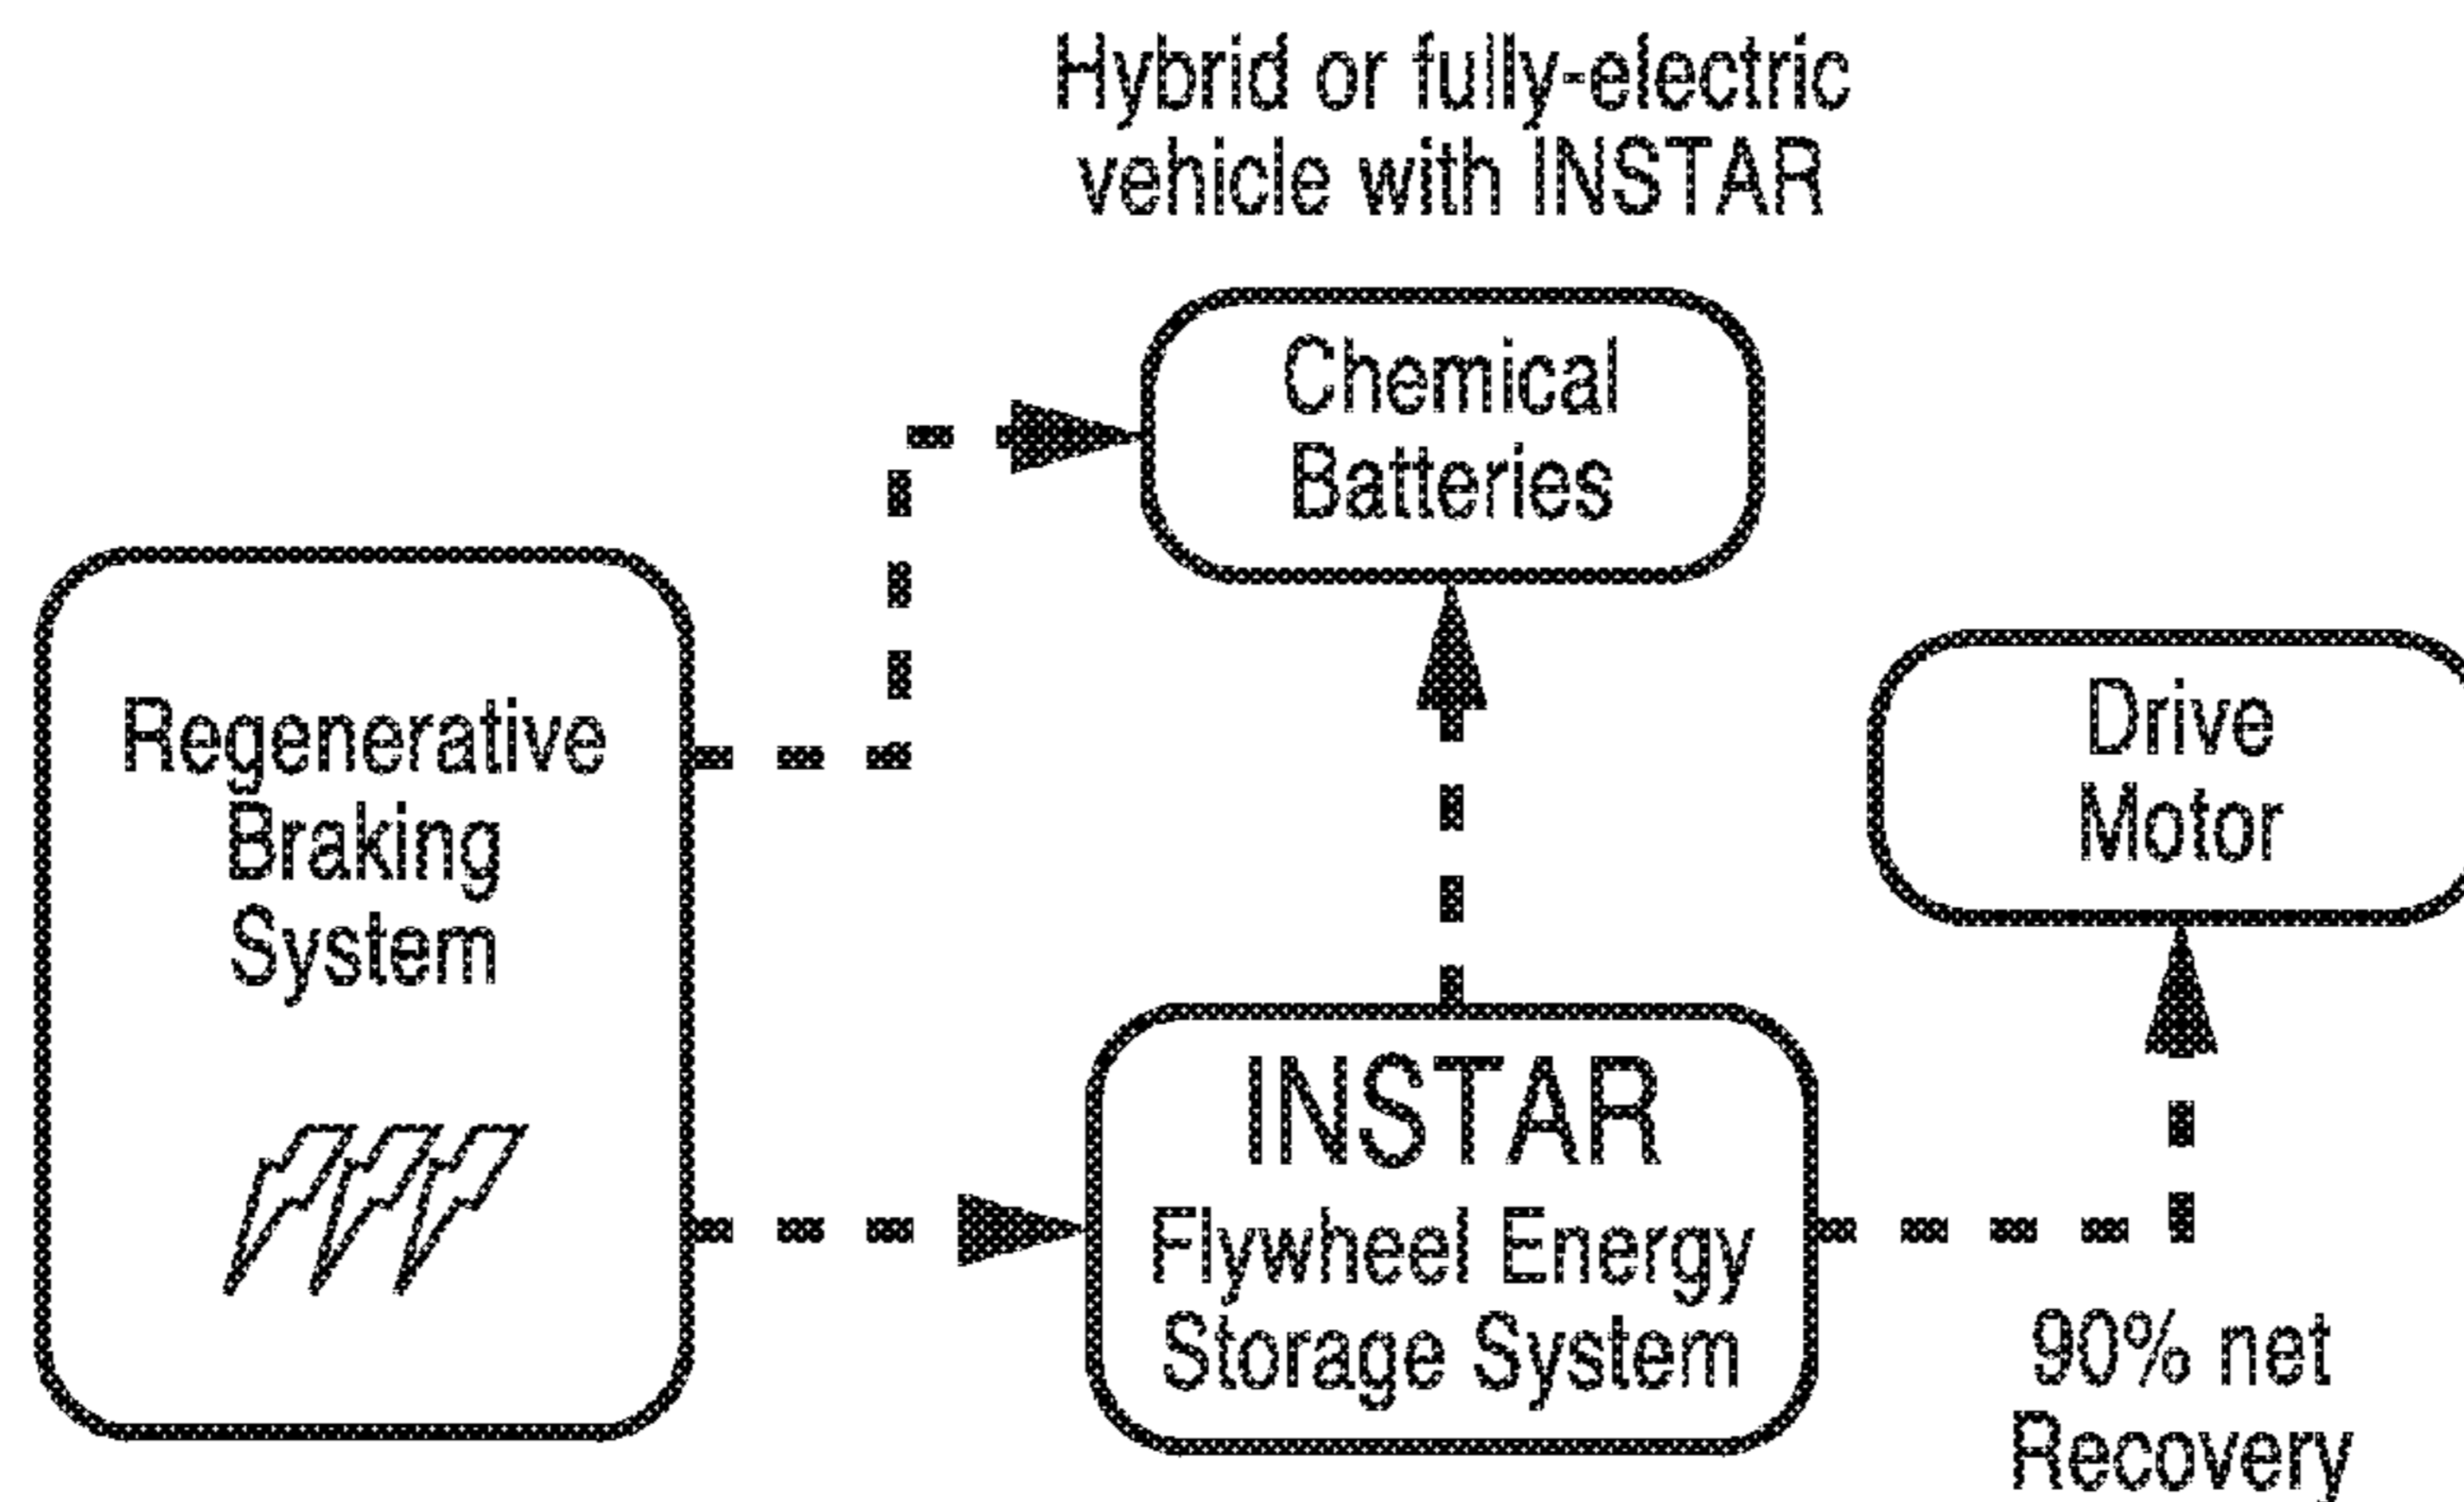 Hybrid or fully-electric
vehicle with INSTAR
Chemical
Batteries
Regenerative
Braking
System
Drive
Motor
INSTAR
Flywheel Energy
Storage System
90% net
Recovery